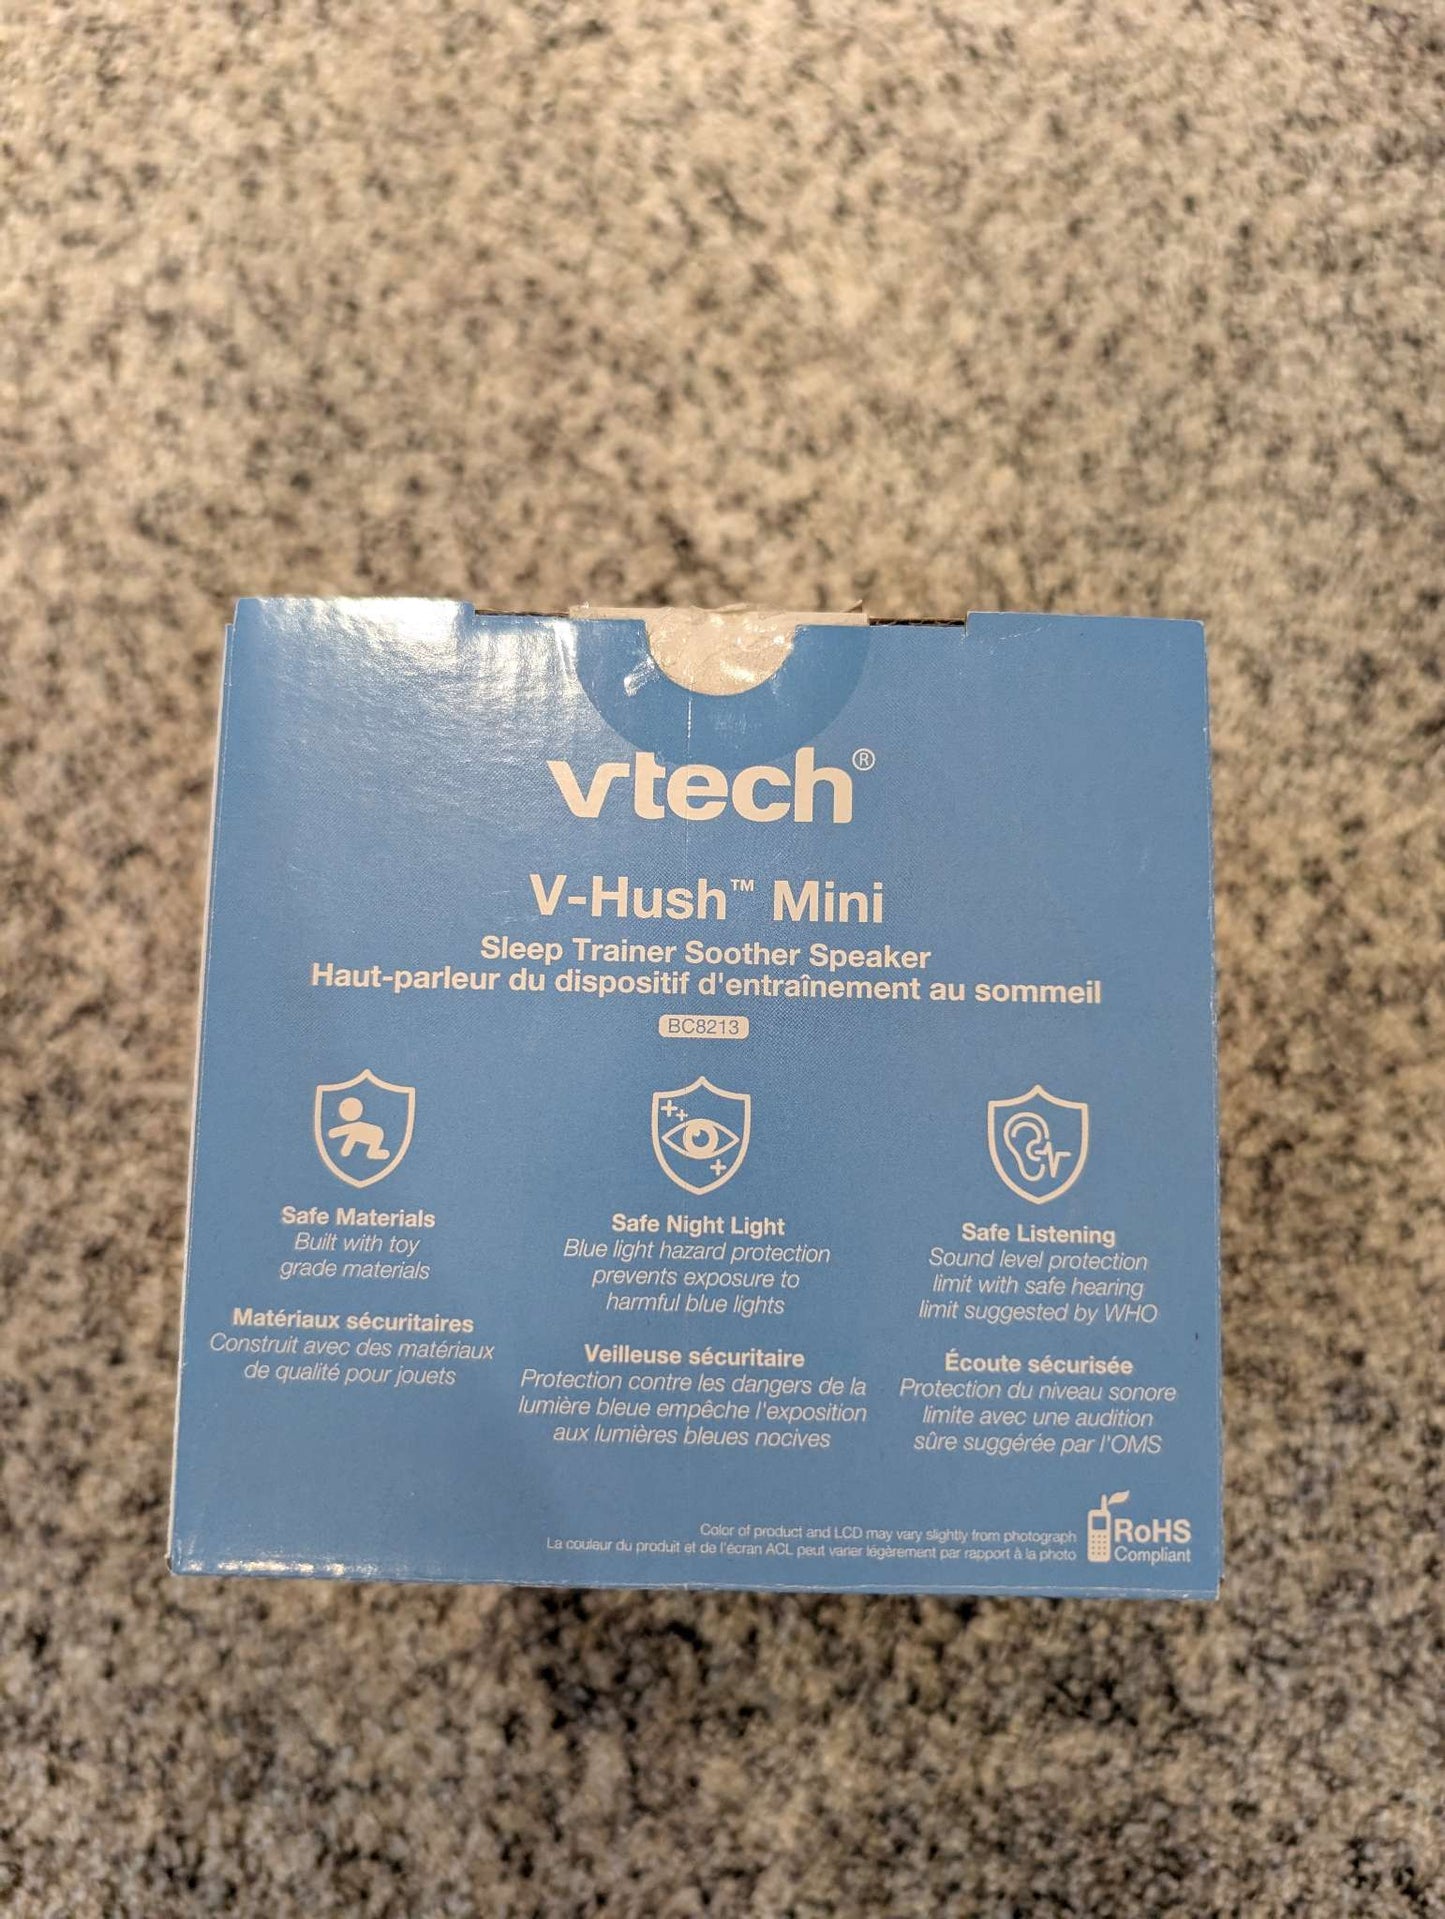 vtech®
V-Hush™ Mini
Sleep Trainer Soother Speaker
Haut-parleur du dispositif d'entraînement au sommeil
BC8213
Safe Materials
Built with toy
grade materials
Matériaux sécuritaires
Construit avec des matériaux
de qualité pour jouets
Safe Night Light
Blue light hazard protection
prevents exposure to
harmful blue lights
Veilleuse sécuritaire
Protection contre les dangers de la
lumière bleue empêche l'exposition
aux lumières bleues nocives
Safe Listening
Sound level protection
limit with safe hearing
limit suggested by WHO
Écoute sécurisée
Protection du niveau sonore
limite avec une audition
sûre suggérée par l'OMS
Color of product and LCD may vary slightly from photograph
La couleur du produit et de l'écran ACL peut varier légèrement par rapport à la photo
RoHS
Compliant